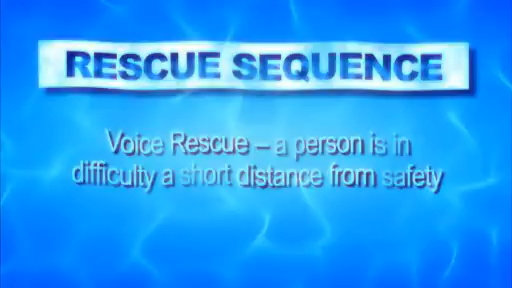 RESCUE SEQUENCE
Voice Rescue – a person is in
difficulty a short distance from safety